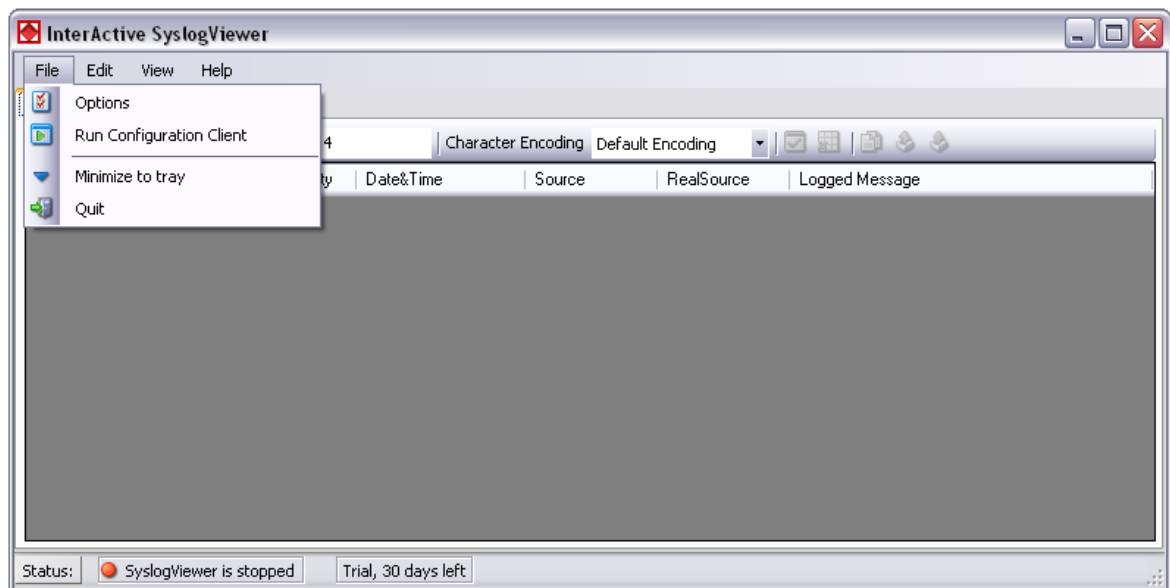 InterActive SyslogViewer
File Edit View Help
Options
Run Configuration Client
Minimize to tray
Quit
4 Character Encoding Default Encoding
ty Date&Time Source RealSource Logged Message
Status: SyslogViewer is stopped Trial, 30 days left